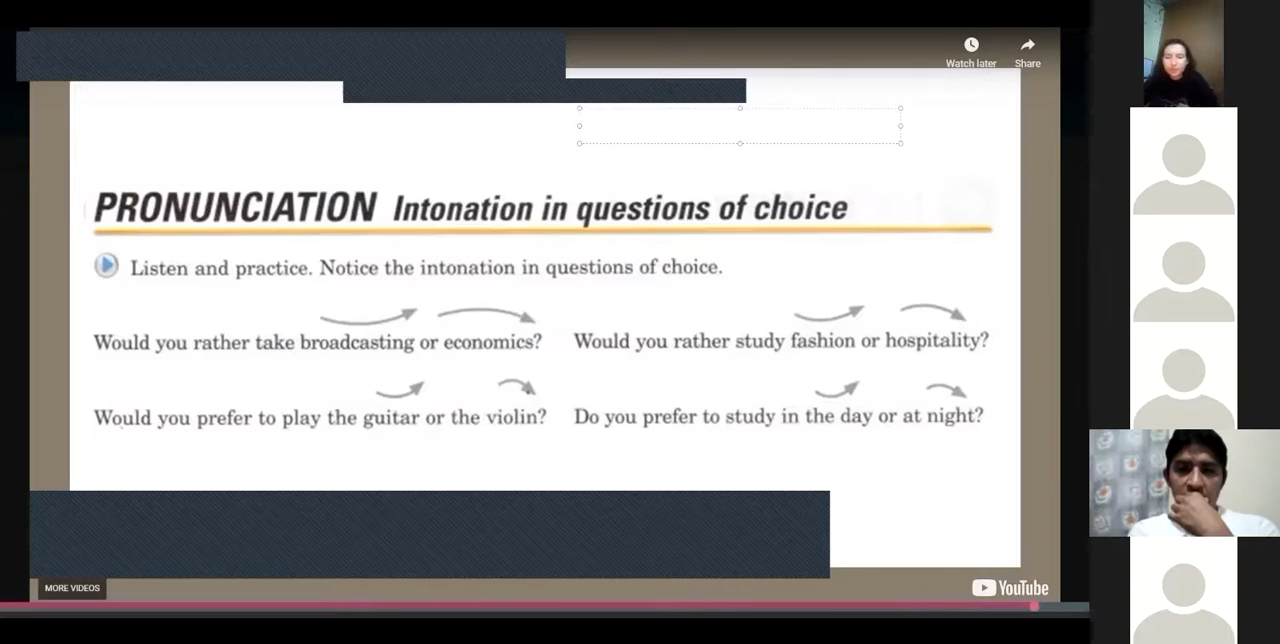 Watch later
Share
PRONUNCIATION Intonation in questions of choice
Listen and practice. Notice the intonation in questions of choice.
Would you rather take broadcasting or economics?
Would you rather study fashion or hospitality?
Would you prefer to play the guitar or the violin?
Do you prefer to study in the day or at night?
MORE VIDEOS
YouTube